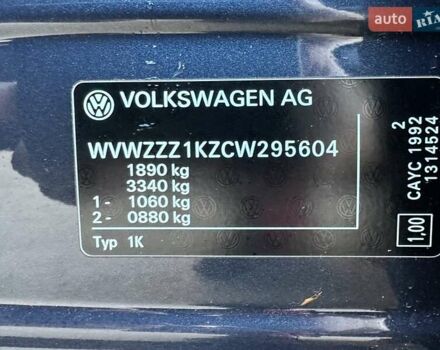 auto RIA
VOLKSWAGEN AG
WVWZZZ1KZCW295604
1890 kg
3340 kg
1 - 1060 kg
2 - 0880 kg
Typ 1K
2
CAYC 1992
1314524
1,00